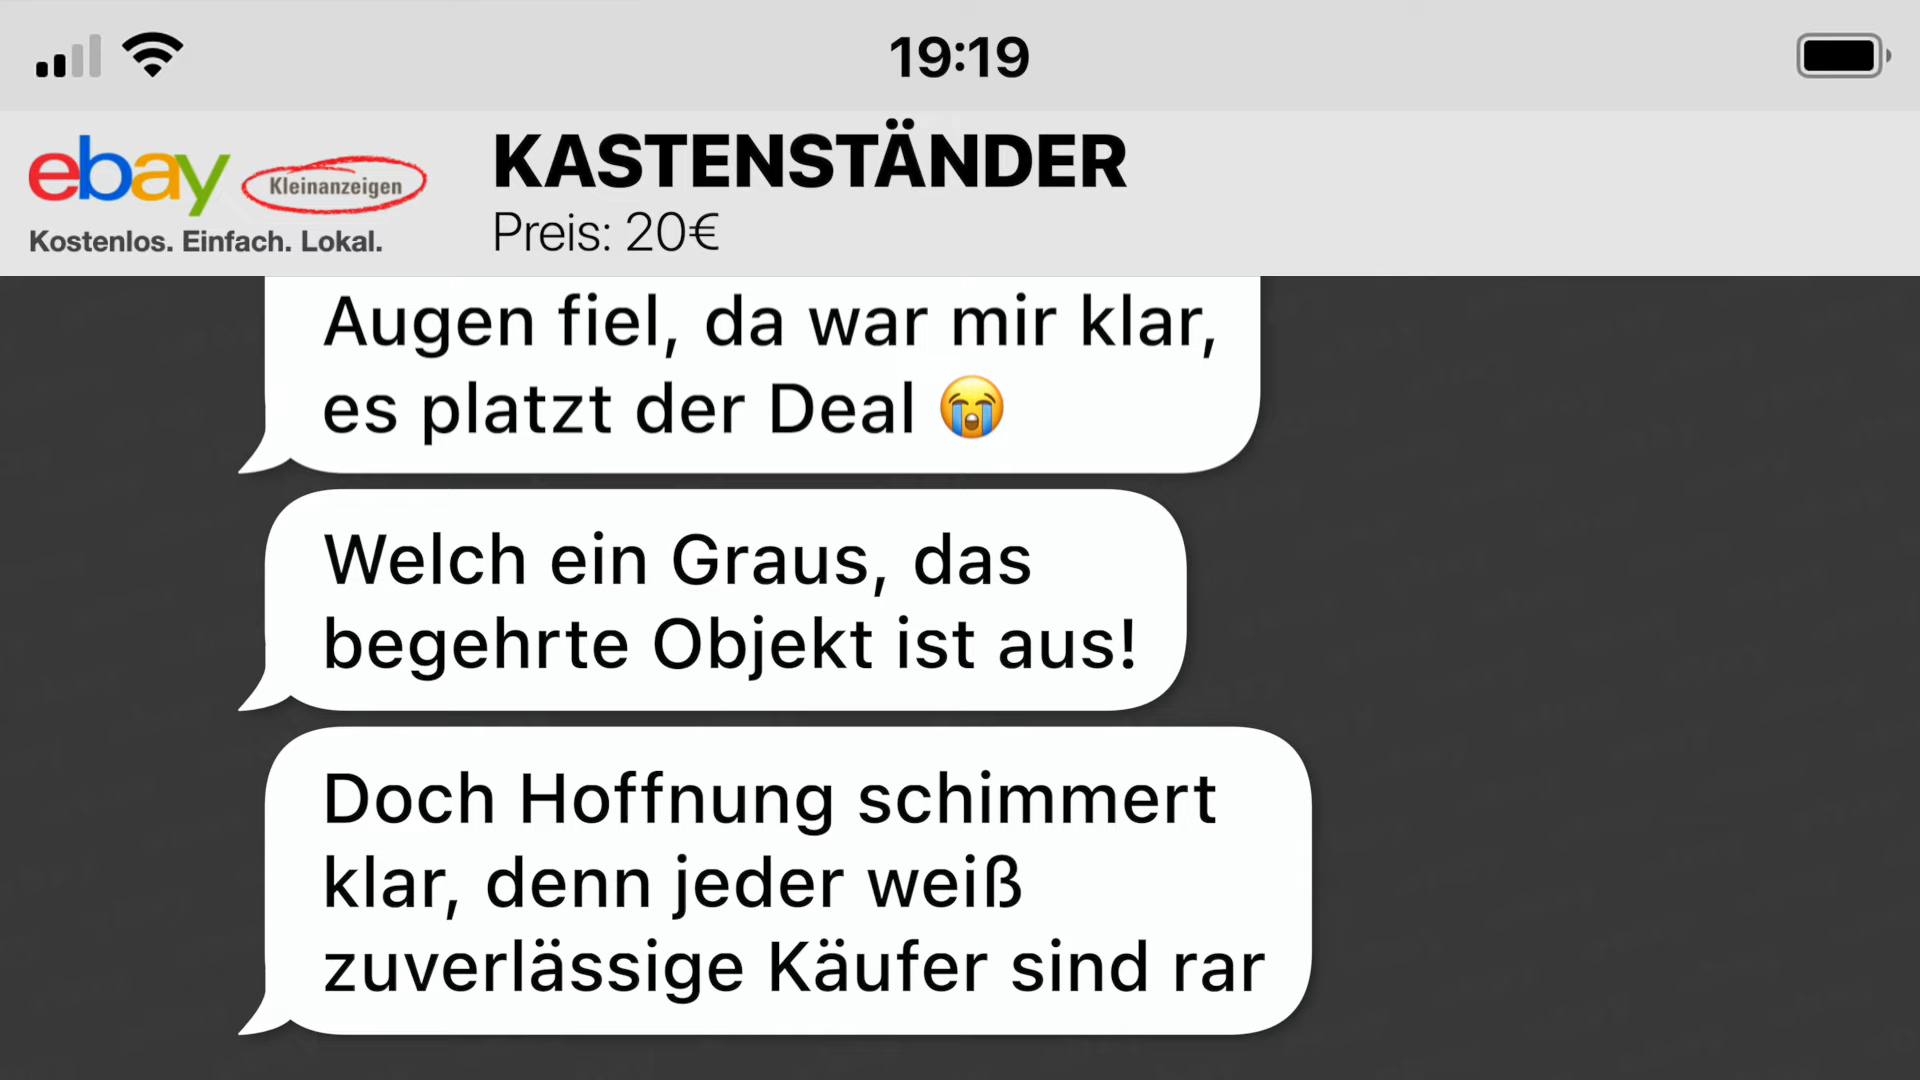 19:19
ebay Kleinanzeigen
Kostenlos. Einfach. Lokal.
KASTENSTÄNDER
Preis: 20€
Augen fiel, da war mir klar,
es platzt der Deal 😭
Welch ein Graus, das
begehrte Objekt ist aus!
Doch Hoffnung schimmert
klar, denn jeder weiß
zuverlässige Käufer sind rar